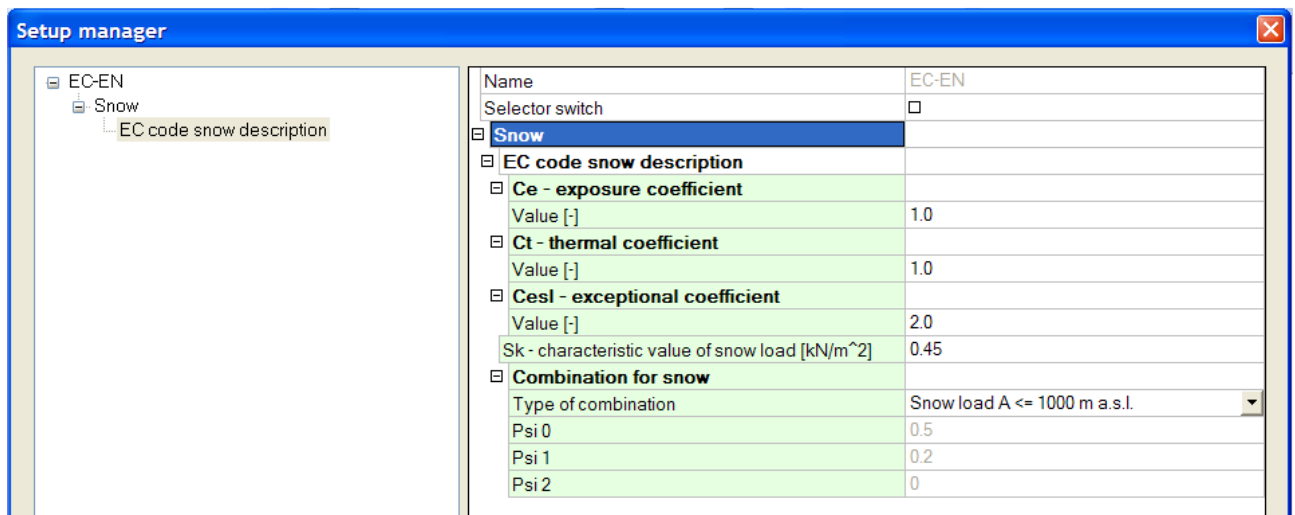 Setup manager
EC-EN
Snow
EC code snow description
Name EC-EN
Selector switch
Snow
EC code snow description
Ce - exposure coefficient
Value [-] 1.0
Ct - thermal coefficient
Value [-] 1.0
Cesl - exceptional coefficient
Value [-] 2.0
Sk - characteristic value of snow load [kN/m^2] 0.45
Combination for snow
Type of combination Snow load A <= 1000 m a.s.l.
Psi 0 0.5
Psi 1 0.2
Psi 2 0